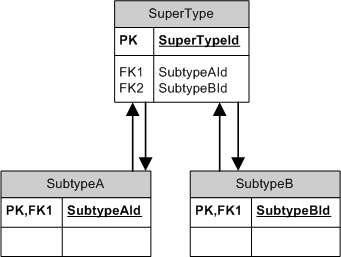 SuperType
PK SuperTypeId
FK1 SubtypeAId
FK2 SubtypeBId
SubtypeA
PK,FK1 SubtypeAId
SubtypeB
PK,FK1 SubtypeBId